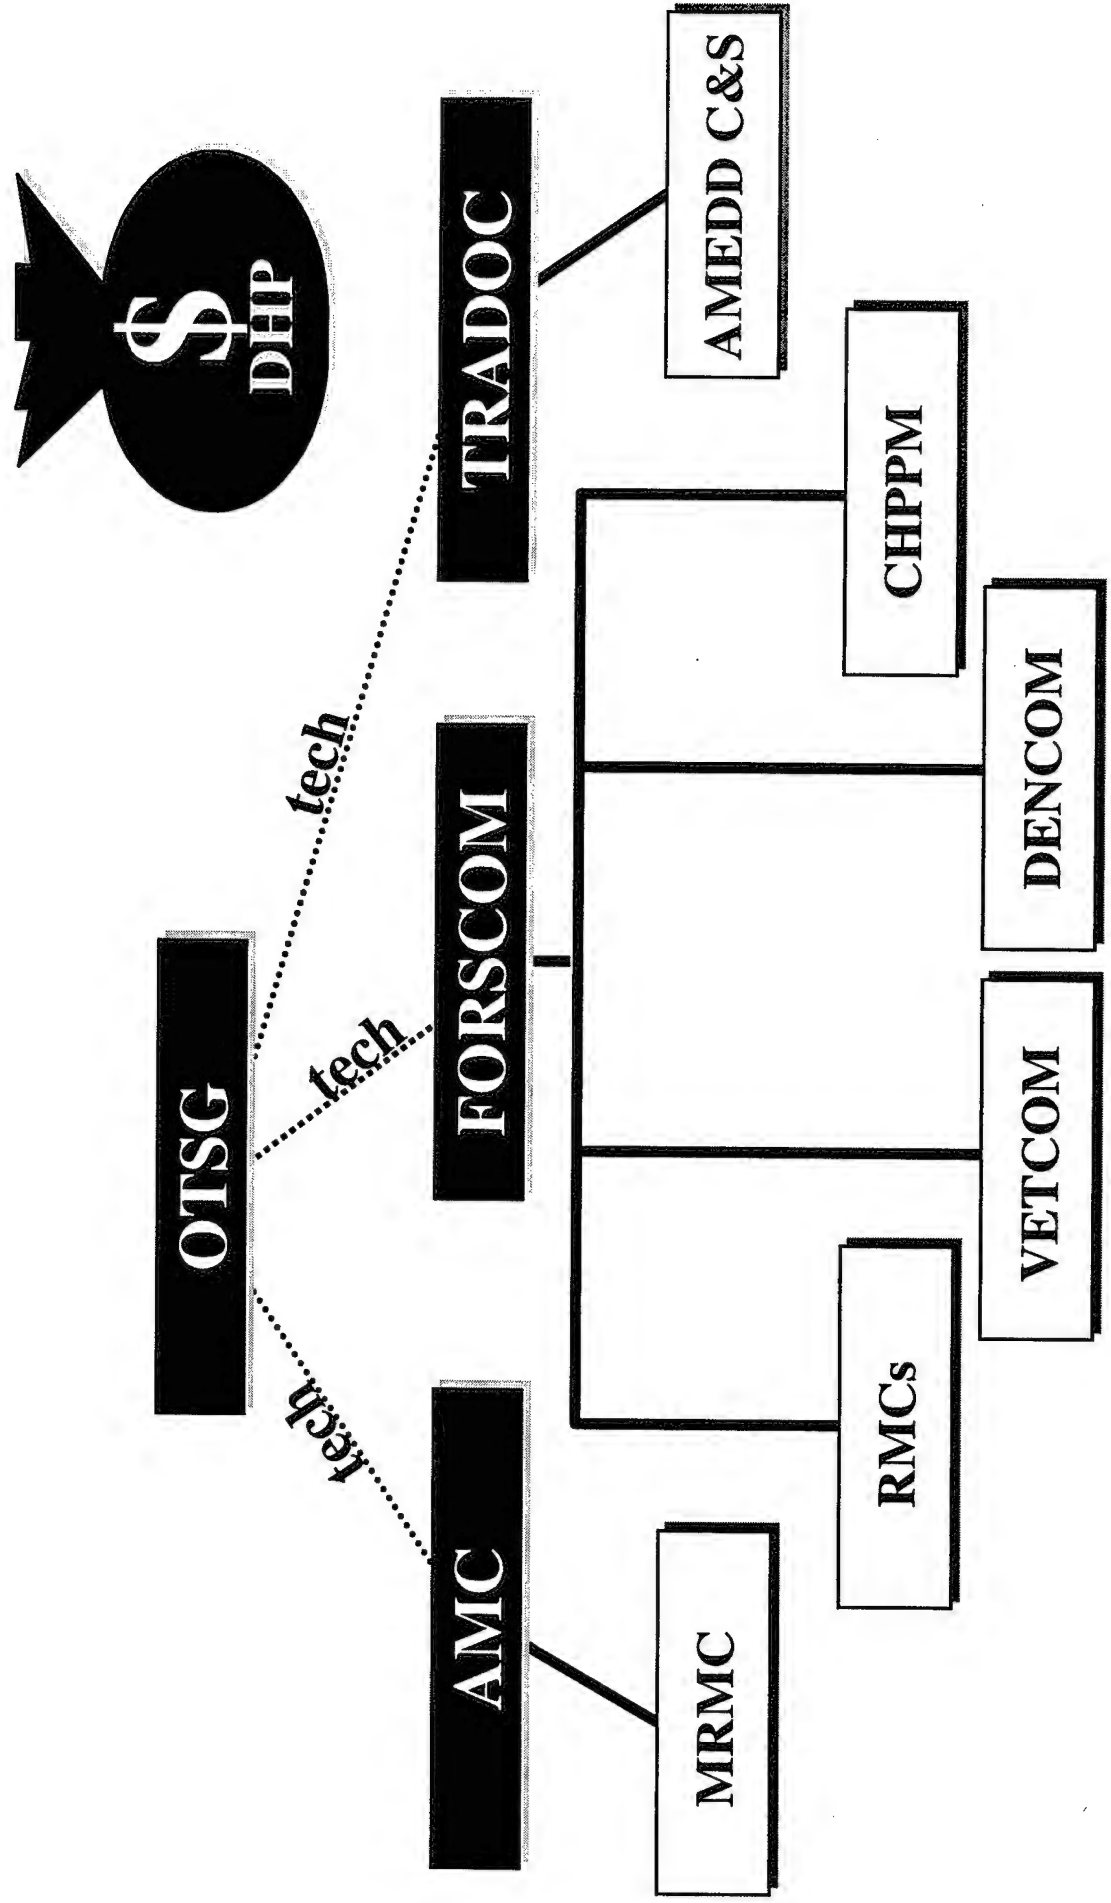 $
DHP
OTSG
tech
tech
tech
AMC
FORSCOM
TRADOC
MRMC
AMEDD C&S
RMCs
CHPPM
VETCOM
DENCOM